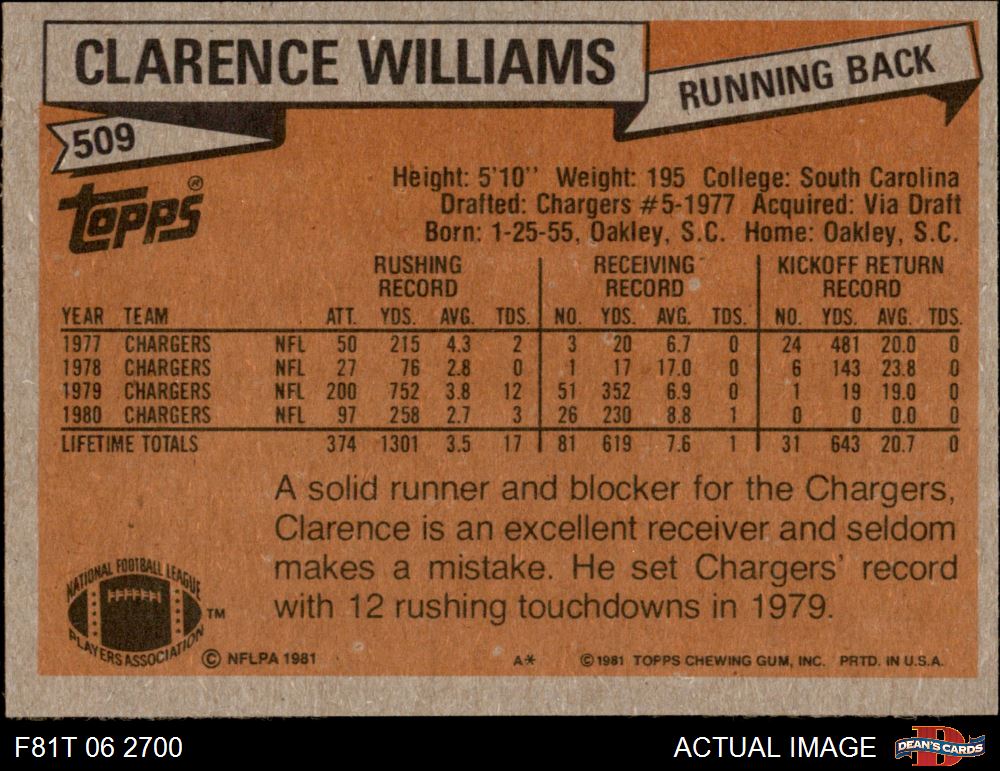 CLARENCE WILLIAMS
RUNNING BACK
509
TOPPS®
Height: 5'10" Weight: 195 College: South Carolina
Drafted: Chargers #5-1977 Acquired: Via Draft
Born: 1-25-55, Oakley, S.C. Home: Oakley, S.C.
RUSHING RECORD RECEIVING RECORD KICKOFF RETURN RECORD
YEAR TEAM ATT. YDS. AVG. TDS. NO. YDS. AVG. TDS. NO. YDS. AVG. TDS.
1977 CHARGERS NFL 50 215 4.3 2 3 20 6.7 0 24 481 20.0 0
1978 CHARGERS NFL 27 76 2.8 0 1 17 17.0 0 6 143 23.8 0
1979 CHARGERS NFL 200 752 3.8 12 51 352 6.9 0 1 19 19.0 0
1980 CHARGERS NFL 97 258 2.7 3 26 230 8.8 1 0 0 0.0 0
LIFETIME TOTALS 374 1301 3.5 17 81 619 7.6 1 31 643 20.7 0
A solid runner and blocker for the Chargers,
Clarence is an excellent receiver and seldom
makes a mistake. He set Chargers' record
with 12 rushing touchdowns in 1979.
NATIONAL FOOTBALL LEAGUE
PLAYERS ASSOCIATION
TM
© NFLPA 1981 A* © 1981 TOPPS CHEWING GUM, INC. PRTD. IN U.S.A.
F81T 06 2700 ACTUAL IMAGE D DEAN'S CARDS